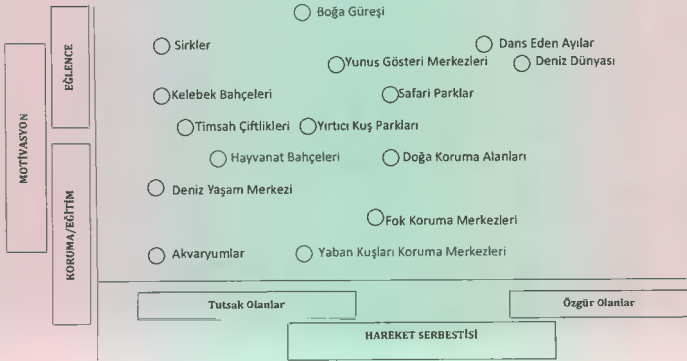 Boğa Güreşi
Sirkler
Dans Eden Ayılar
Yunus Gösteri Merkezleri
Deniz Dünyası
Kelebek Bahçeleri
Safari Parklar
Timsah Çiftlikleri
Yırtıcı Kuş Parkları
Hayvanat Bahçeleri
Doğa Koruma Alanları
Deniz Yaşam Merkezi
Fok Koruma Merkezleri
Akvaryumlar
Yaban Kuşları Koruma Merkezleri
MOTİVASYON
EĞLENCE
KORUMA/EĞİTİM
Tutsak Olanlar
Özgür Olanlar
HAREKET SERBESTİSİ